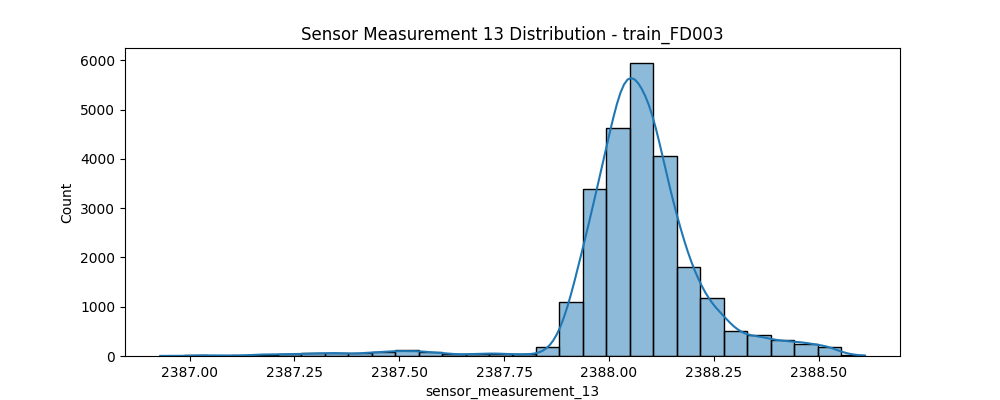 Sensor Measurement 13 Distribution - train_FD003
6000
5000
4000
3000
2000
1000
0
Count
2387.00 2387.25 2387.50 2387.75 2388.00 2388.25 2388.50
sensor_measurement_13